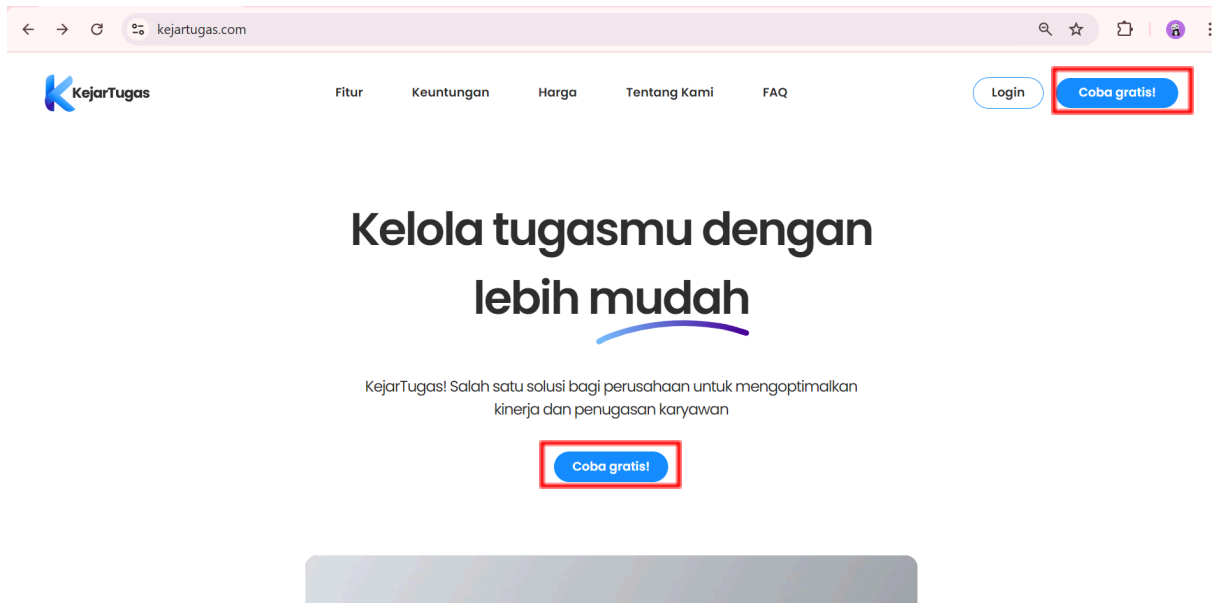 kejartugas.com
KejarTugas
Fitur
Keuntungan
Harga
Tentang Kami
FAQ
Login
Coba gratis!
Kelola tugasmu dengan
lebih mudah
KejarTugas! Salah satu solusi bagi perusahaan untuk mengoptimalkan
kinerja dan penugasan karyawan
Coba gratis!